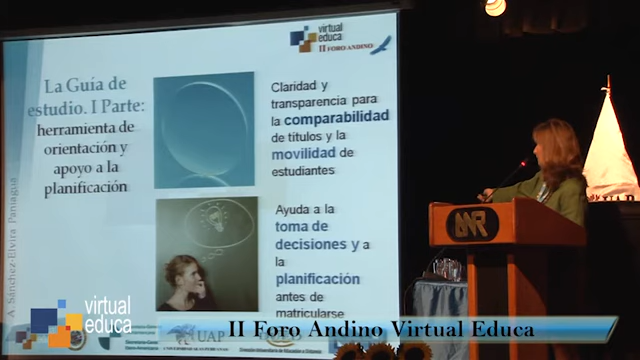 virtual
educa
II FORO ANDINO
La Guía de
estudio. I Parte:
herramienta de
orientación y
apoyo a la
planificación
Claridad y
transparencia para
la comparabilidad
de títulos y la
movilidad de
estudiantes
Ayuda a la
toma de
decisiones y a
la
planificación
antes de
matricularse
A. Sánchez-Elvira Paniagua
UAP
virtual
educa
II Foro Andino Virtual Educa